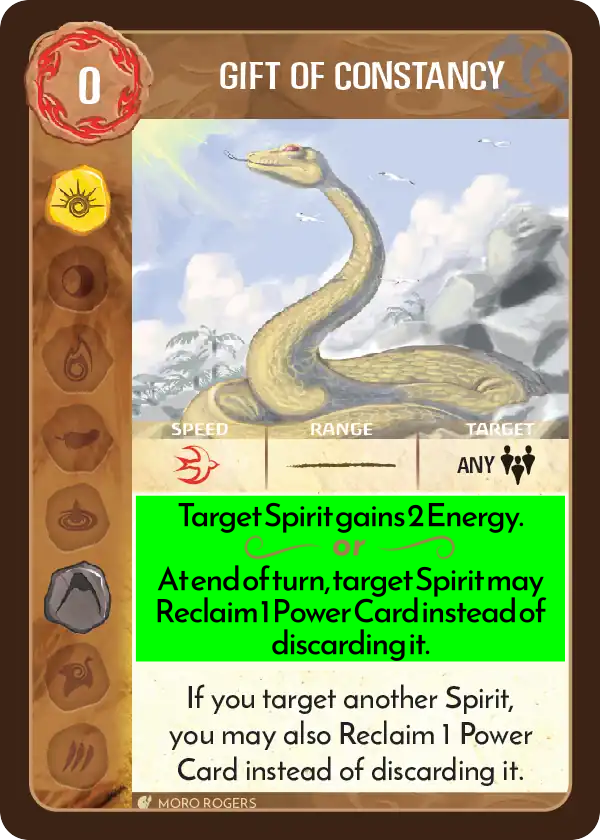 0
GIFT OF CONSTANCY
SPEED RANGE TARGET
ANY
Target Spirit gains 2 Energy.
or
At end of turn, target Spirit may
Reclaim 1 Power Card instead of
discarding it.
If you target another Spirit,
you may also Reclaim 1 Power
Card instead of discarding it.
MORO ROGERS